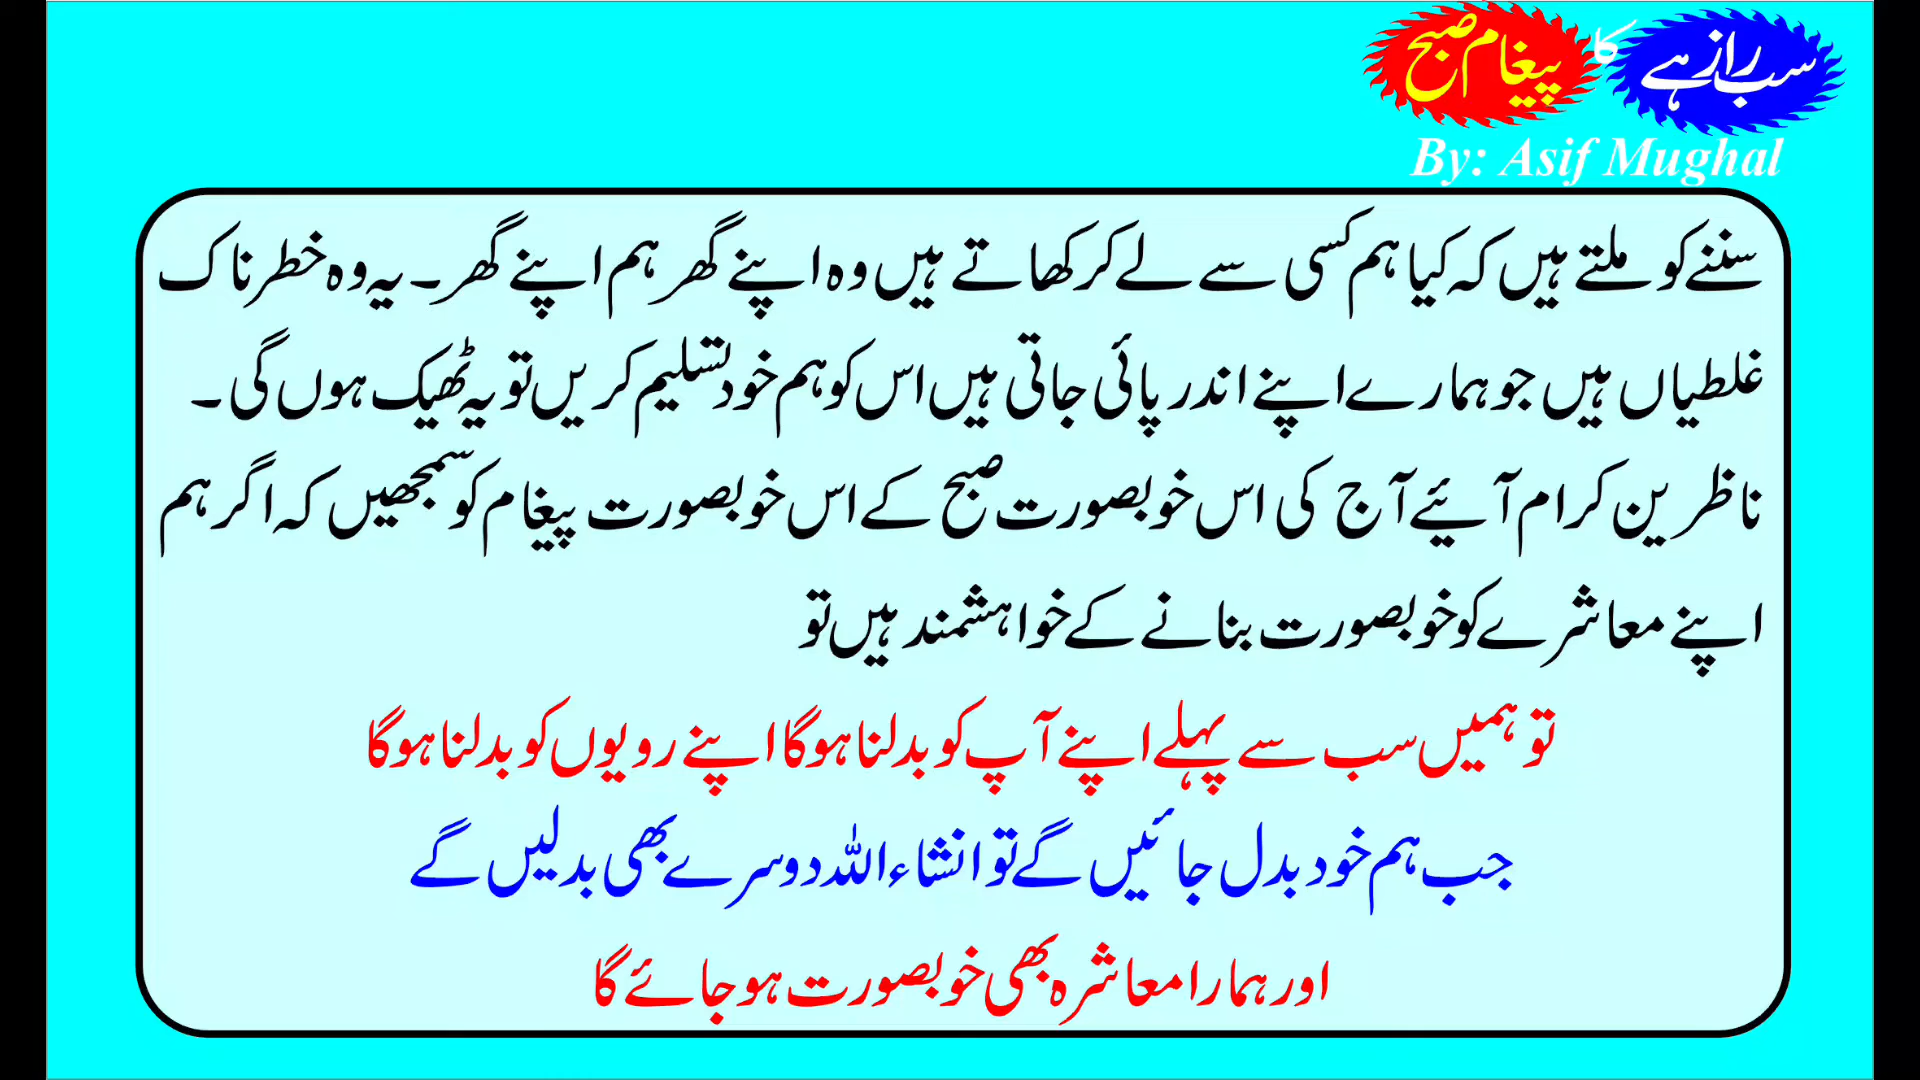 سب راز ہے کا پیغام صبح
By: Asif Mughal
سننے کو ملتے ہیں کہ کیا ہم کسی سے لے کر کھاتے ہیں وہ اپنے گھر ہم اپنے گھر۔ یہ وہ خطرناک
غلطیاں ہیں جو ہمارے اپنے اندر پائی جاتی ہیں اس کو ہم خود تسلیم کریں تو یہ ٹھیک ہوں گی۔
ناظرین کرام آئیے آج کی اس خوبصورت صبح کے اس خوبصورت پیغام کو سمجھیں کہ اگر ہم
اپنے معاشرے کو خوبصورت بنانے کے خواہشمند ہیں تو
تو ہمیں سب سے پہلے اپنے آپ کو بدلنا ہوگا اپنے رویوں کو بدلنا ہوگا
جب ہم خود بدل جائیں گے تو انشاء اللہ دوسرے بھی بدلیں گے
اور ہمارا معاشرہ بھی خوبصورت ہو جائے گا